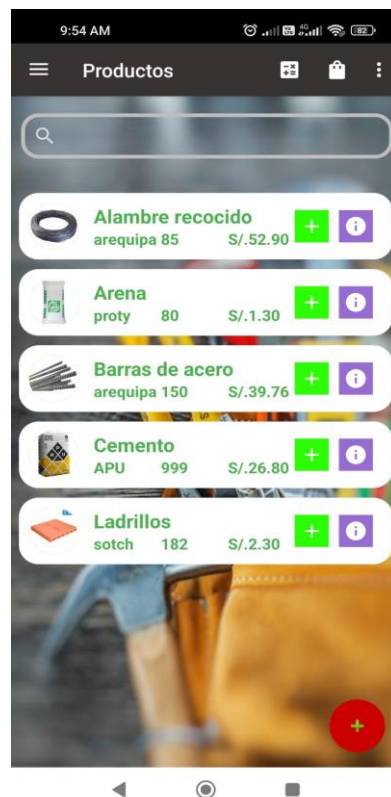 9:54 AM
4G
82
Productos
Alambre recocido
arequipa 85 S/.52.90
Arena
proty 80 S/.1.30
Barras de acero
arequipa 150 S/.39.76
Cemento
APU 999 S/.26.80
Ladrillos
sotch 182 S/.2.30